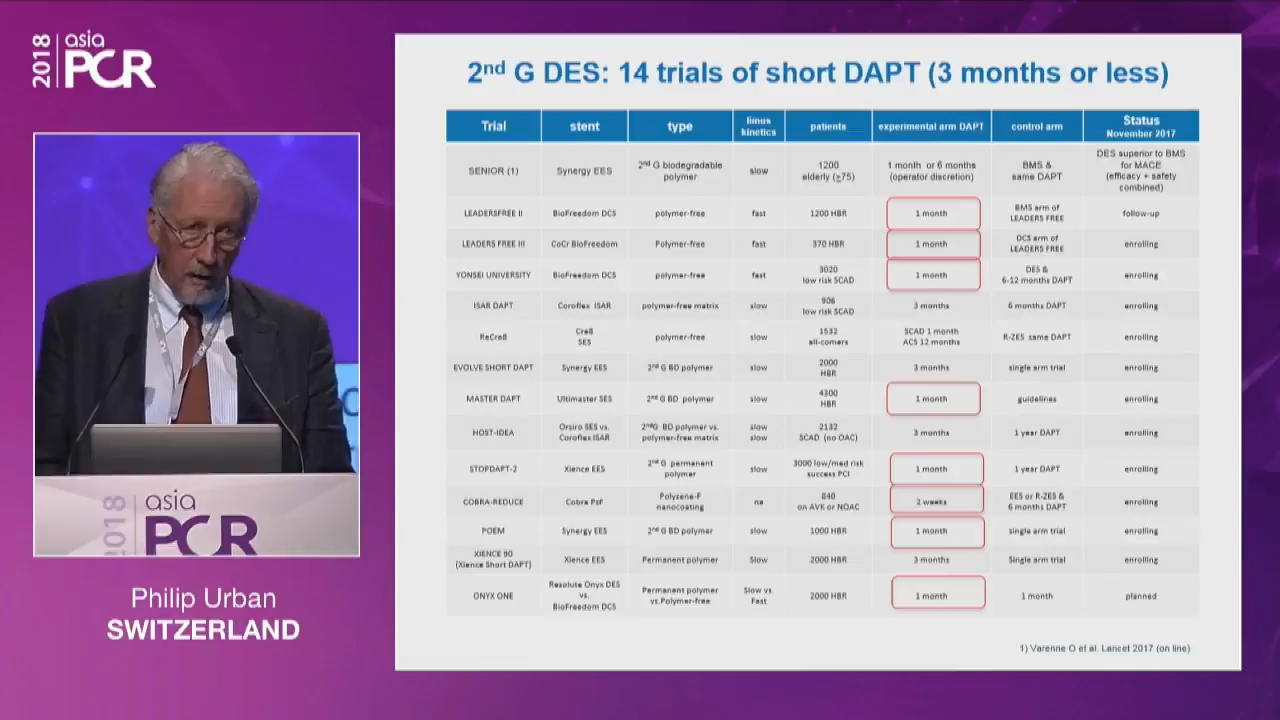 2018
asia
PCR
2nd G DES: 14 trials of short DAPT (3 months or less)
Trial stent type limus kinetics patients experimental arm DAPT control arm Status November 2017
SENIOR (1) Synergy EES 2nd G biodegradable polymer slow 1200 elderly (≥75) 1 month or 6 months (operator discretion) BMS & same DAPT DES superior to BMS for MACE (efficacy + safety combined)
LEADERSFREE II BioFreedom DCS polymer-free fast 1200 HBR 1 month BMS arm of LEADERS FREE follow-up
LEADERS FREE III CoCr BioFreedom Polymer-free fast 370 HBR 1 month DCS arm of LEADERS FREE enrolling
YONSEI UNIVERSITY BioFreedom DCS polymer-free fast 3020 low risk SCAD 1 month DES & 6-12 months DAPT enrolling
ISAR DAPT Coroflex ISAR polymer-free matrix slow 906 low risk SCAD 3 months 6 months DAPT enrolling
ReCre8 Cre8 SES polymer-free slow 1532 all-comers SCAD 1 month ACS 12 months R-ZES same DAPT enrolling
EVOLVE SHORT DAPT Synergy EES 2nd G BD polymer slow 2000 HBR 3 months single arm trial enrolling
MASTER DAPT Ultimaster SES 2nd G BD polymer slow 4300 HBR 1 month guidelines enrolling
HOST-IDEA Orsiro SES vs. Coroflex ISAR 2ndG BD polymer vs. polymer-free matrix slow slow 2132 SCAD (no OAC) 3 months 1 year DAPT enrolling
STOPDAPT-2 Xience EES 2nd G permanent polymer slow 3000 low/med risk success PCI 1 month 1 year DAPT enrolling
COBRA-REDUCE Cobra PzF Polyzene-F nanocoating na 840 on AVK or NOAC 2 weeks EES or R-ZES & 6 months DAPT enrolling
POEM Synergy EES 2nd G BD polymer slow 1000 HBR 1 month single arm trial enrolling
XIENCE 90 (Xience Short DAPT) Xience EES Permanent polymer Slow 2000 HBR 3 months Single arm trial enrolling
ONYX ONE Resolute Onyx DES vs. BioFreedom DCS Permanent polymer vs.Polymer-free Slow vs. Fast 2000 HBR 1 month 1 month planned
1) Varenne O et al. Lancet 2017 (on line)
2018
asia
PCR
Philip Urban
SWITZERLAND